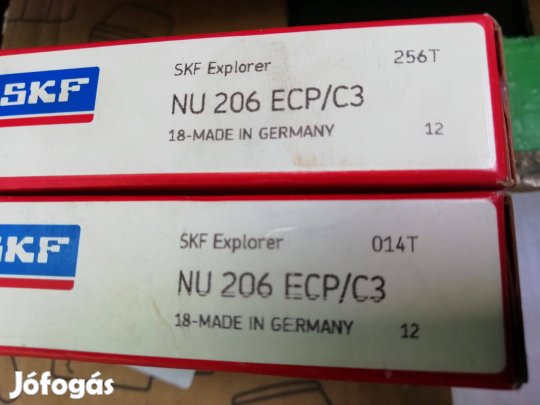 SKF
SKF Explorer 256T
NU 206 ECP/C3
18-MADE IN GERMANY 12
SKF
SKF Explorer 014T
NU 206 ECP/C3
18-MADE IN GERMANY 12
Jófogás